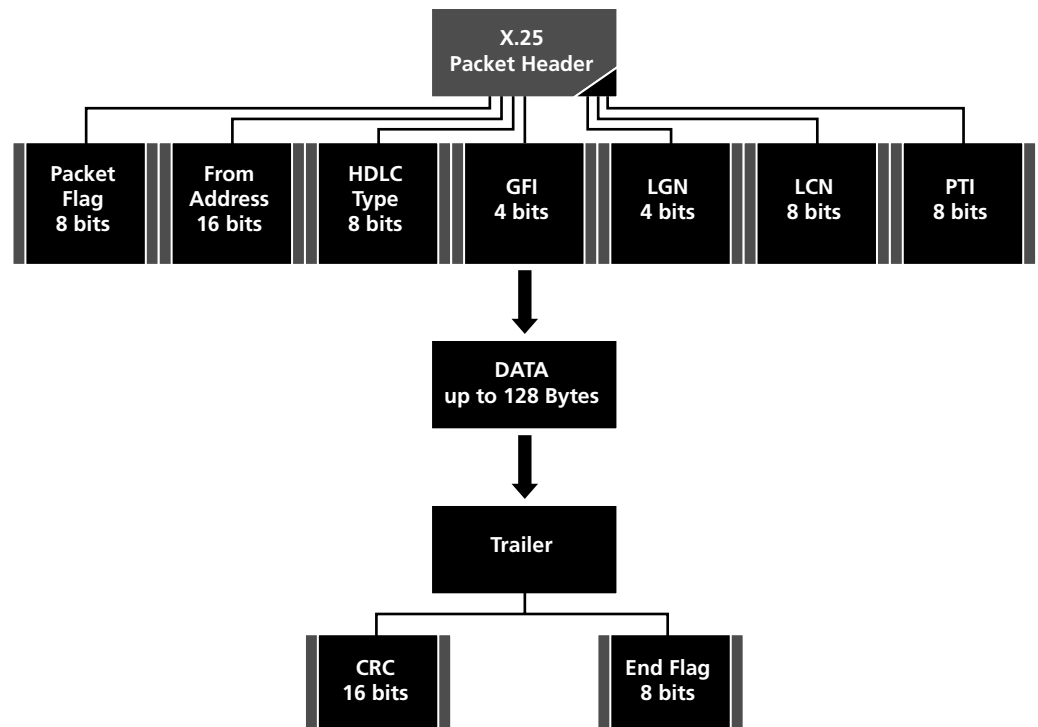 X.25
Packet Header
Packet
Flag
8 bits
From
Address
16 bits
HDLC
Type
8 bits
GFI
4 bits
LGN
4 bits
LCN
8 bits
PTI
8 bits
DATA
up to 128 Bytes
Trailer
CRC
16 bits
End Flag
8 bits